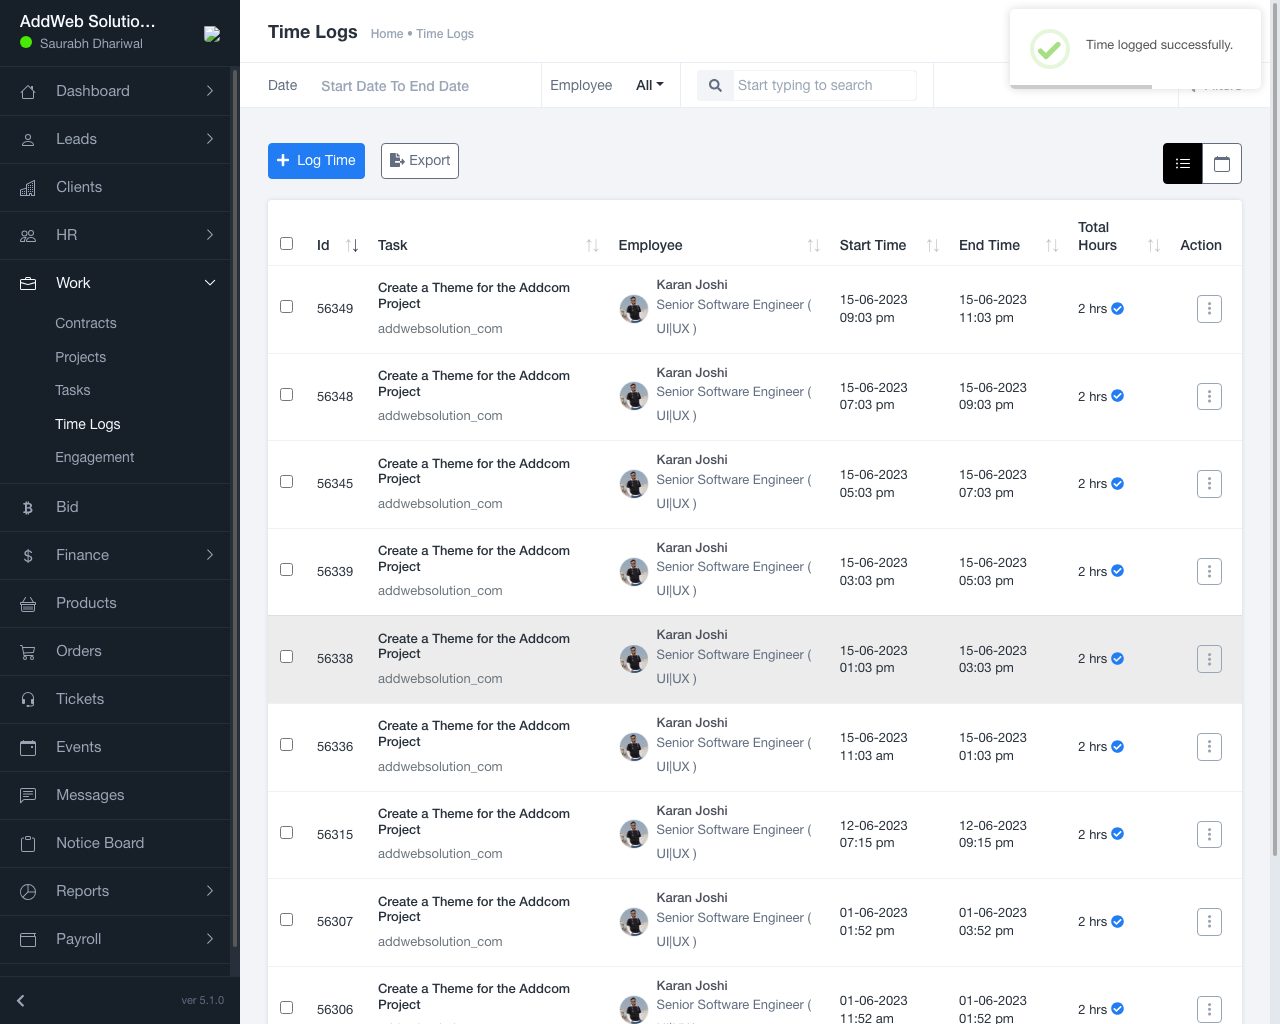 AddWeb Solutio...
Saurabh Dhariwal
Dashboard
Leads
Clients
HR
Work
Contracts
Projects
Tasks
Time Logs
Engagement
Bid
Finance
Products
Orders
Tickets
Events
Messages
Notice Board
Reports
Payroll
ver 5.1.0
Time Logs
Home • Time Logs
Time logged successfully.
Date
Start Date To End Date
Employee
All
Start typing to search
Log Time
Export
Id
Task
Employee
Start Time
End Time
Total Hours
Action
56349
Create a Theme for the Addcom Project
addwebsolution_com
Karan Joshi
Senior Software Engineer ( UI|UX )
15-06-2023 09:03 pm
15-06-2023 11:03 pm
2 hrs
56348
Create a Theme for the Addcom Project
addwebsolution_com
Karan Joshi
Senior Software Engineer ( UI|UX )
15-06-2023 07:03 pm
15-06-2023 09:03 pm
2 hrs
56345
Create a Theme for the Addcom Project
addwebsolution_com
Karan Joshi
Senior Software Engineer ( UI|UX )
15-06-2023 05:03 pm
15-06-2023 07:03 pm
2 hrs
56339
Create a Theme for the Addcom Project
addwebsolution_com
Karan Joshi
Senior Software Engineer ( UI|UX )
15-06-2023 03:03 pm
15-06-2023 05:03 pm
2 hrs
56338
Create a Theme for the Addcom Project
addwebsolution_com
Karan Joshi
Senior Software Engineer ( UI|UX )
15-06-2023 01:03 pm
15-06-2023 03:03 pm
2 hrs
56336
Create a Theme for the Addcom Project
addwebsolution_com
Karan Joshi
Senior Software Engineer ( UI|UX )
15-06-2023 11:03 am
15-06-2023 01:03 pm
2 hrs
56315
Create a Theme for the Addcom Project
addwebsolution_com
Karan Joshi
Senior Software Engineer ( UI|UX )
12-06-2023 07:15 pm
12-06-2023 09:15 pm
2 hrs
56307
Create a Theme for the Addcom Project
addwebsolution_com
Karan Joshi
Senior Software Engineer ( UI|UX )
01-06-2023 01:52 pm
01-06-2023 03:52 pm
2 hrs
56306
Create a Theme for the Addcom Project
Karan Joshi
Senior Software Engineer (
01-06-2023 11:52 am
01-06-2023 01:52 pm
2 hrs